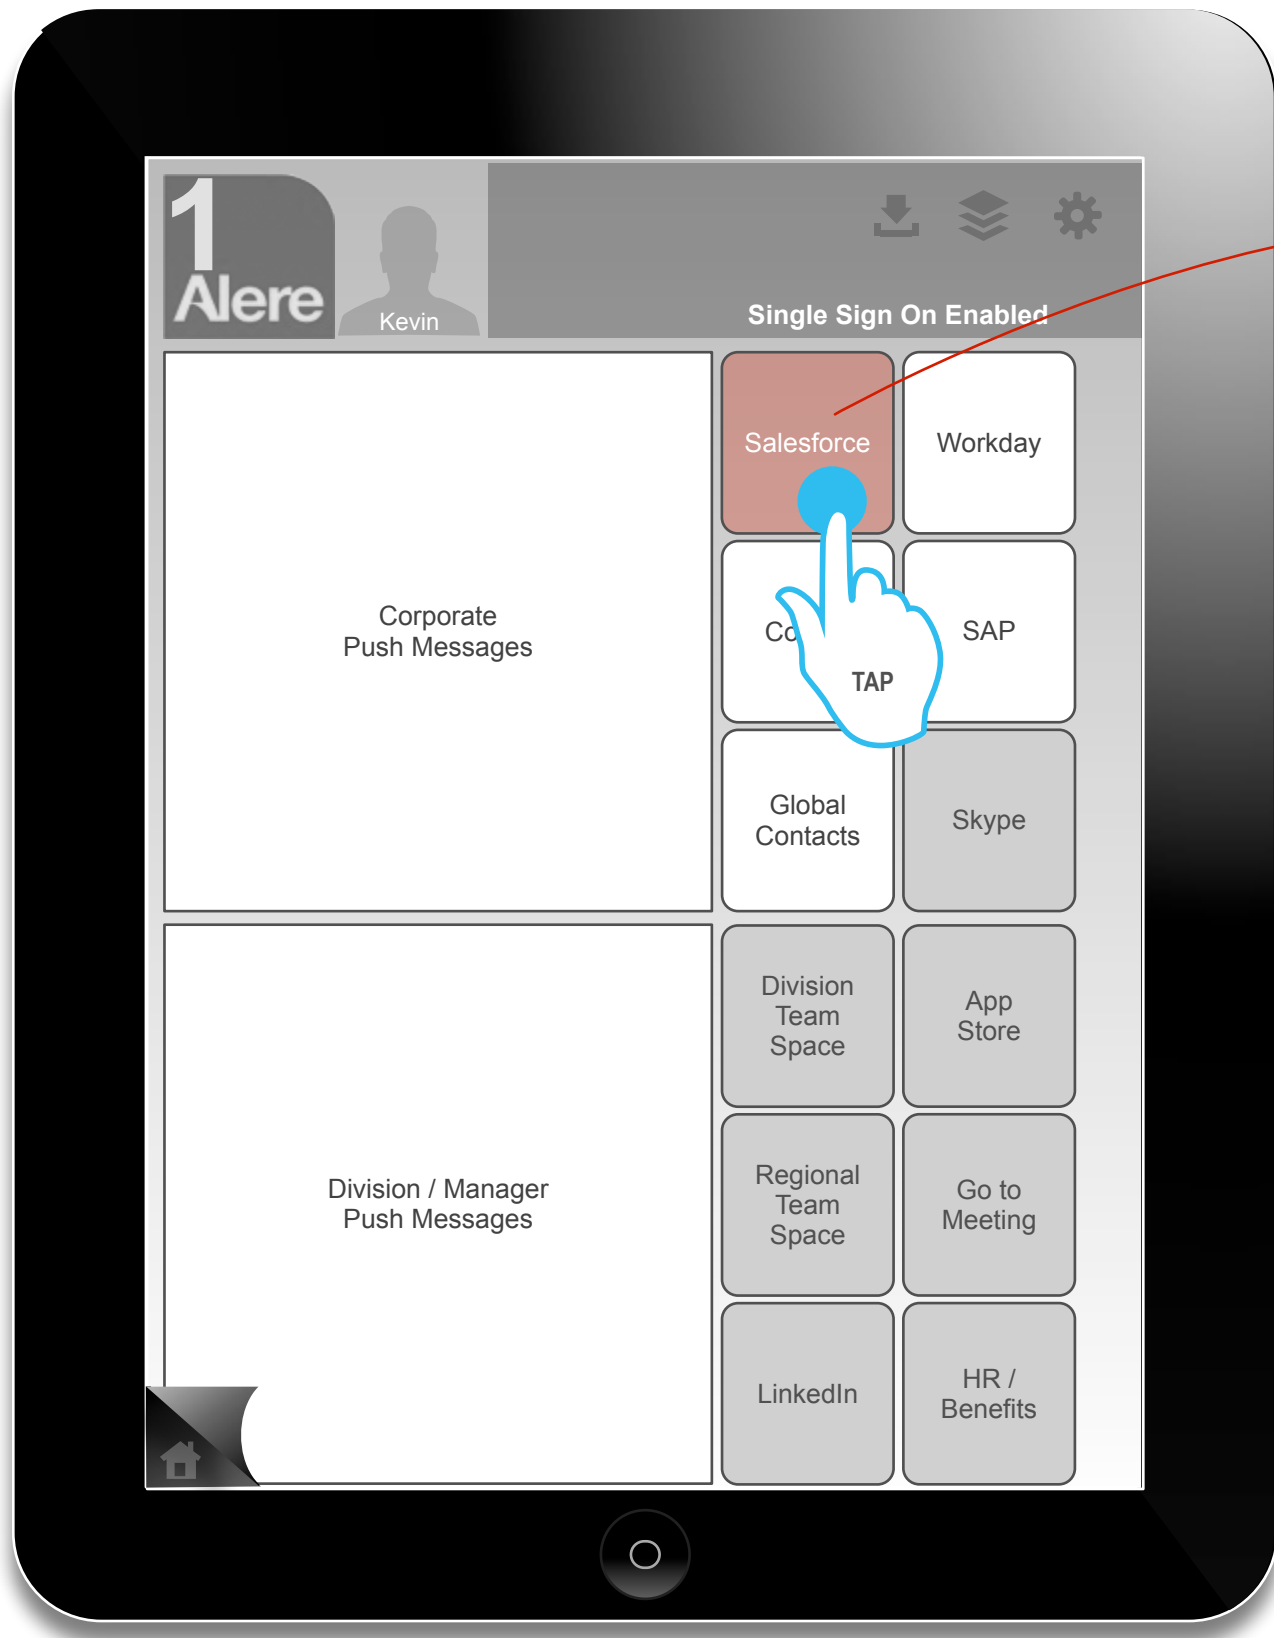 1
Alere
Kevin
Single Sign On Enabled
Salesforce
Workday
Corporate
Push Messages
SAP
TAP
Global
Contacts
Skype
Division
Team
Space
App
Store
Division / Manager
Push Messages
Regional
Team
Space
Go to
Meeting
LinkedIn
HR /
Benefits